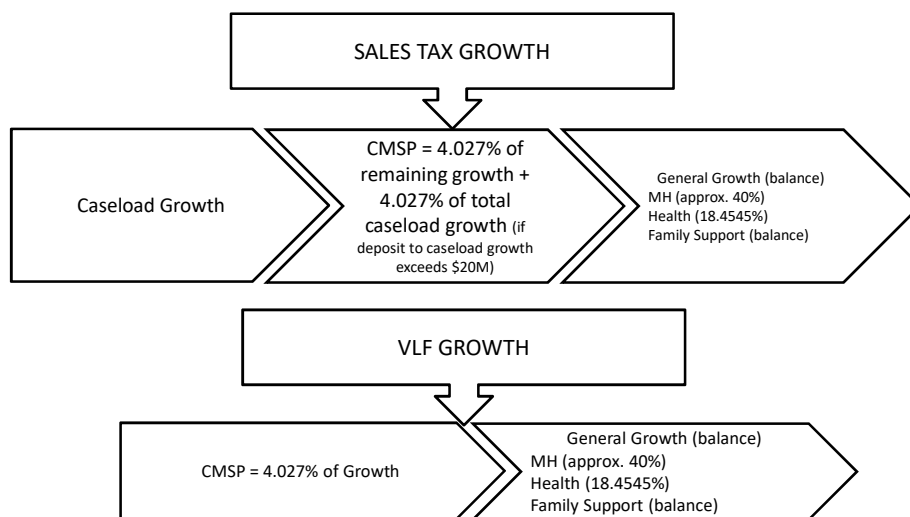 SALES TAX GROWTH
Caseload Growth
CMSP = 4.027% of
remaining growth +
4.027% of total
caseload growth (if
deposit to caseload growth
exceeds $20M)
General Growth (balance)
MH (approx. 40%)
Health (18.4545%)
Family Support (balance)
VLF GROWTH
CMSP = 4.027% of Growth
General Growth (balance)
MH (approx. 40%)
Health (18.4545%)
Family Support (balance)